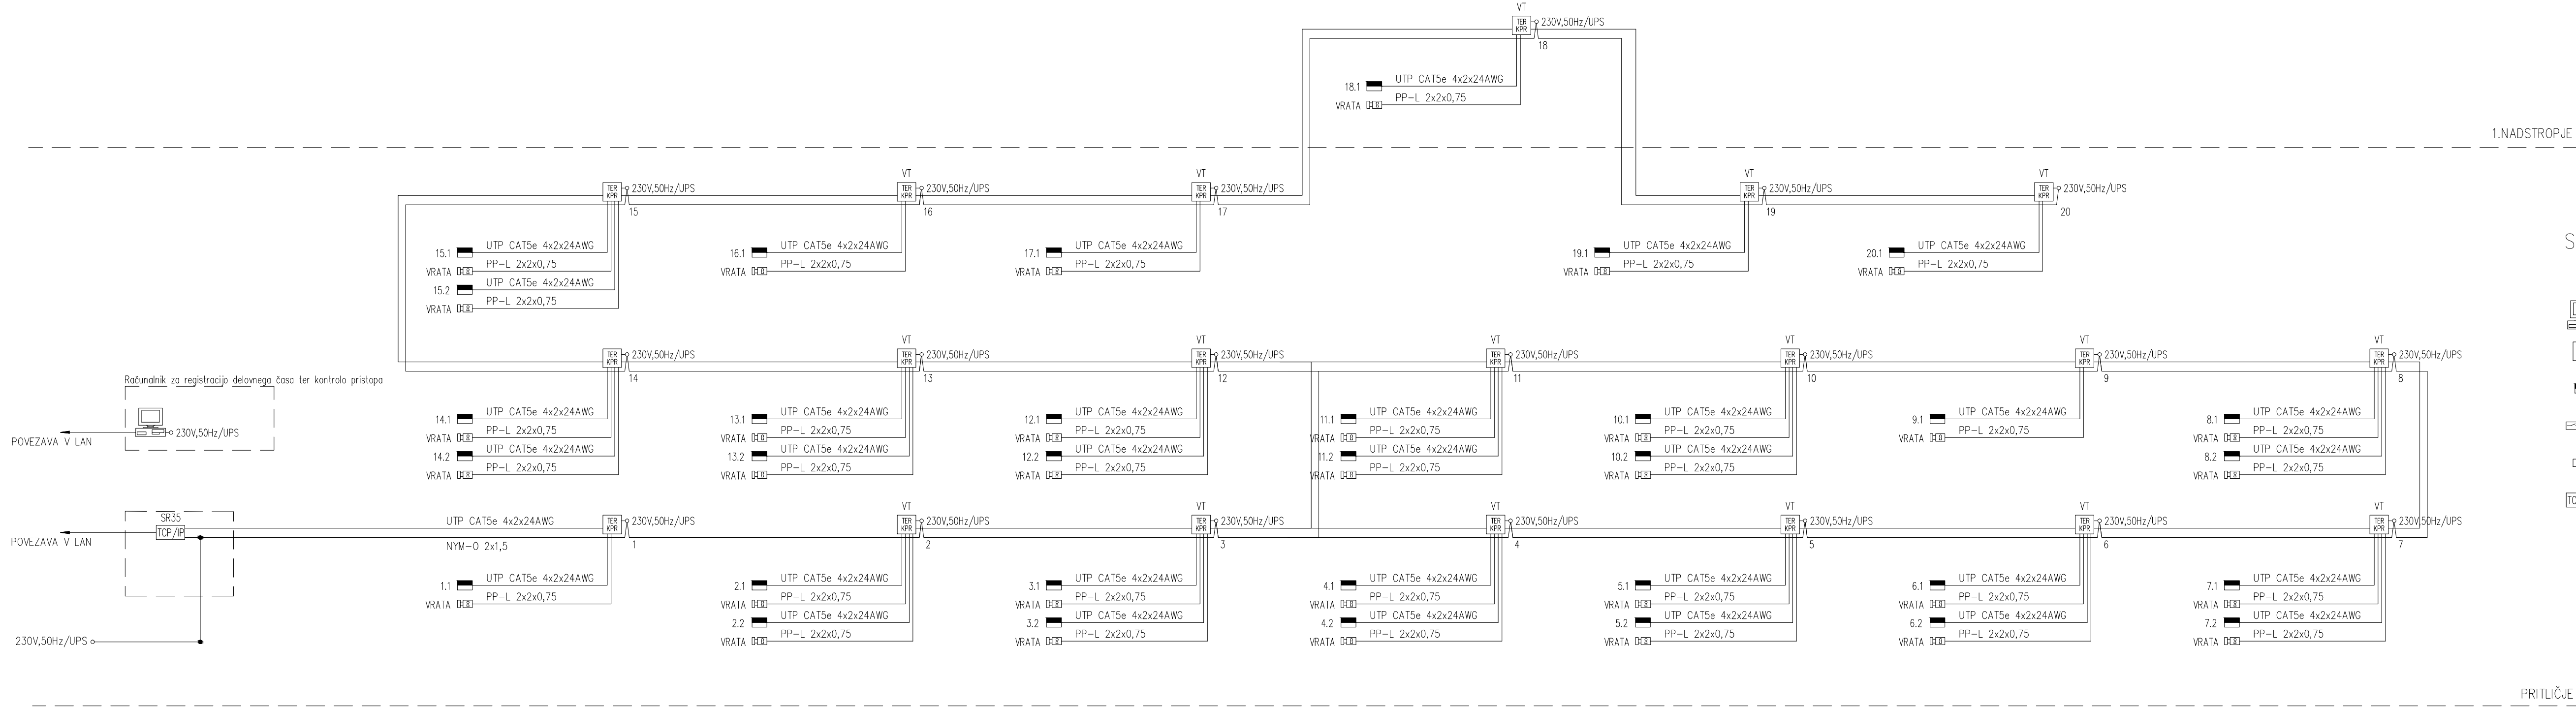 VT
TER
KPR
230V,50Hz/UPS
18
18.1
UTP CAT5e 4x2x24AWG
VRATA
PP-L 2x2x0,75
1.NADSTROPJE
TER
KPR
230V,50Hz/UPS
15
VT
TER
KPR
230V,50Hz/UPS
16
VT
TER
KPR
230V,50Hz/UPS
17
VT
TER
KPR
230V,50Hz/UPS
19
VT
TER
KPR
230V,50Hz/UPS
20
15.1
UTP CAT5e 4x2x24AWG
VRATA
PP-L 2x2x0,75
15.2
UTP CAT5e 4x2x24AWG
VRATA
PP-L 2x2x0,75
16.1
UTP CAT5e 4x2x24AWG
VRATA
PP-L 2x2x0,75
17.1
UTP CAT5e 4x2x24AWG
VRATA
PP-L 2x2x0,75
19.1
UTP CAT5e 4x2x24AWG
VRATA
PP-L 2x2x0,75
20.1
UTP CAT5e 4x2x24AWG
VRATA
PP-L 2x2x0,75
S
TER
KPR
230V,50Hz/UPS
14
VT
TER
KPR
230V,50Hz/UPS
13
VT
TER
KPR
230V,50Hz/UPS
12
VT
TER
KPR
230V,50Hz/UPS
11
VT
TER
KPR
230V,50Hz/UPS
10
VT
TER
KPR
230V,50Hz/UPS
9
VT
TER
KPR
230V,50Hz/UPS
8
Računalnik za registracijo delovnega časa ter kontrolo pristopa
230V,50Hz/UPS
POVEZAVA V LAN
14.1
UTP CAT5e 4x2x24AWG
VRATA
PP-L 2x2x0,75
14.2
UTP CAT5e 4x2x24AWG
VRATA
PP-L 2x2x0,75
13.1
UTP CAT5e 4x2x24AWG
VRATA
PP-L 2x2x0,75
13.2
UTP CAT5e 4x2x24AWG
VRATA
PP-L 2x2x0,75
12.1
UTP CAT5e 4x2x24AWG
VRATA
PP-L 2x2x0,75
12.2
UTP CAT5e 4x2x24AWG
VRATA
PP-L 2x2x0,75
11.1
UTP CAT5e 4x2x24AWG
VRATA
PP-L 2x2x0,75
11.2
UTP CAT5e 4x2x24AWG
VRATA
PP-L 2x2x0,75
10.1
UTP CAT5e 4x2x24AWG
VRATA
PP-L 2x2x0,75
10.2
UTP CAT5e 4x2x24AWG
VRATA
PP-L 2x2x0,75
9.1
UTP CAT5e 4x2x24AWG
VRATA
PP-L 2x2x0,75
8.1
UTP CAT5e 4x2x24AWG
VRATA
PP-L 2x2x0,75
8.2
UTP CAT5e 4x2x24AWG
VRATA
PP-L 2x2x0,75
SR35
TCP/IP
POVEZAVA V LAN
UTP CAT5e 4x2x24AWG
NYM-O 2x1,5
230V,50Hz/UPS
TER
KPR
230V,50Hz/UPS
1
VT
TER
KPR
230V,50Hz/UPS
2
VT
TER
KPR
230V,50Hz/UPS
3
VT
TER
KPR
230V,50Hz/UPS
4
VT
TER
KPR
230V,50Hz/UPS
5
VT
TER
KPR
230V,50Hz/UPS
6
VT
TER
KPR
230V,50Hz/UPS
7
1.1
UTP CAT5e 4x2x24AWG
VRATA
PP-L 2x2x0,75
2.1
UTP CAT5e 4x2x24AWG
VRATA
PP-L 2x2x0,75
2.2
UTP CAT5e 4x2x24AWG
VRATA
PP-L 2x2x0,75
3.1
UTP CAT5e 4x2x24AWG
VRATA
PP-L 2x2x0,75
3.2
UTP CAT5e 4x2x24AWG
VRATA
PP-L 2x2x0,75
4.1
UTP CAT5e 4x2x24AWG
VRATA
PP-L 2x2x0,75
4.2
UTP CAT5e 4x2x24AWG
VRATA
PP-L 2x2x0,75
5.1
UTP CAT5e 4x2x24AWG
VRATA
PP-L 2x2x0,75
5.2
UTP CAT5e 4x2x24AWG
VRATA
PP-L 2x2x0,75
6.1
UTP CAT5e 4x2x24AWG
VRATA
PP-L 2x2x0,75
6.2
UTP CAT5e 4x2x24AWG
VRATA
PP-L 2x2x0,75
7.1
UTP CAT5e 4x2x24AWG
VRATA
PP-L 2x2x0,75
7.2
UTP CAT5e 4x2x24AWG
VRATA
PP-L 2x2x0,75
PRITLIČJE